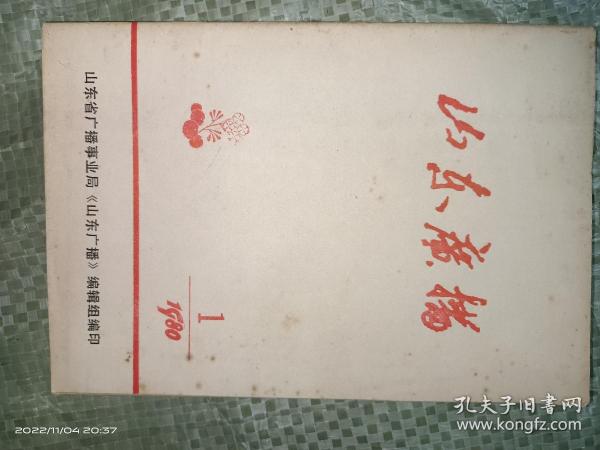 山东广播
1
1980
山东省广播事业局《山东广播》编辑组编印
2022/11/04 20:37
孔夫子旧书网
www.kongfz.com